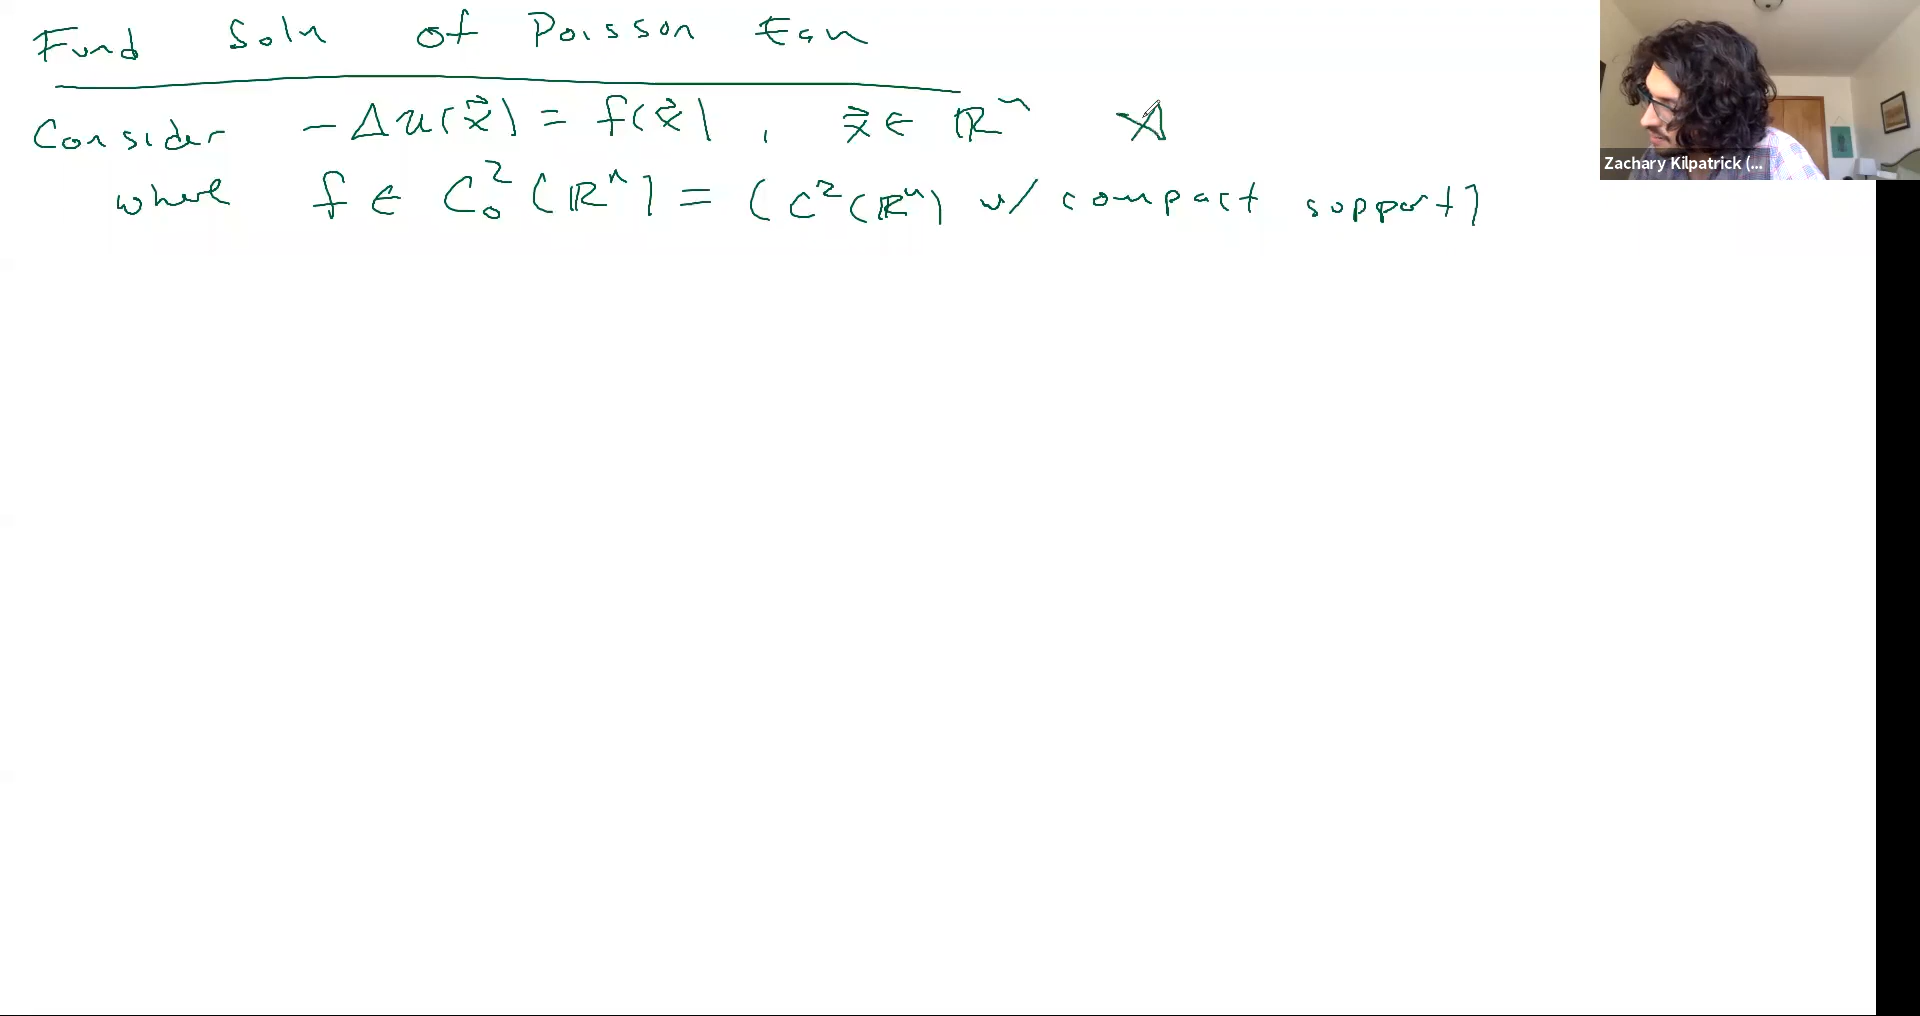 Fund Soln of Poisson Eqn
Consider −Δu(x⃗) = f(x⃗), x⃗ ∈ ℝⁿ ☆
where f ∈ C₀²(ℝⁿ) = (C²(ℝⁿ) w/ compact support)
Zachary Kilpatrick (...